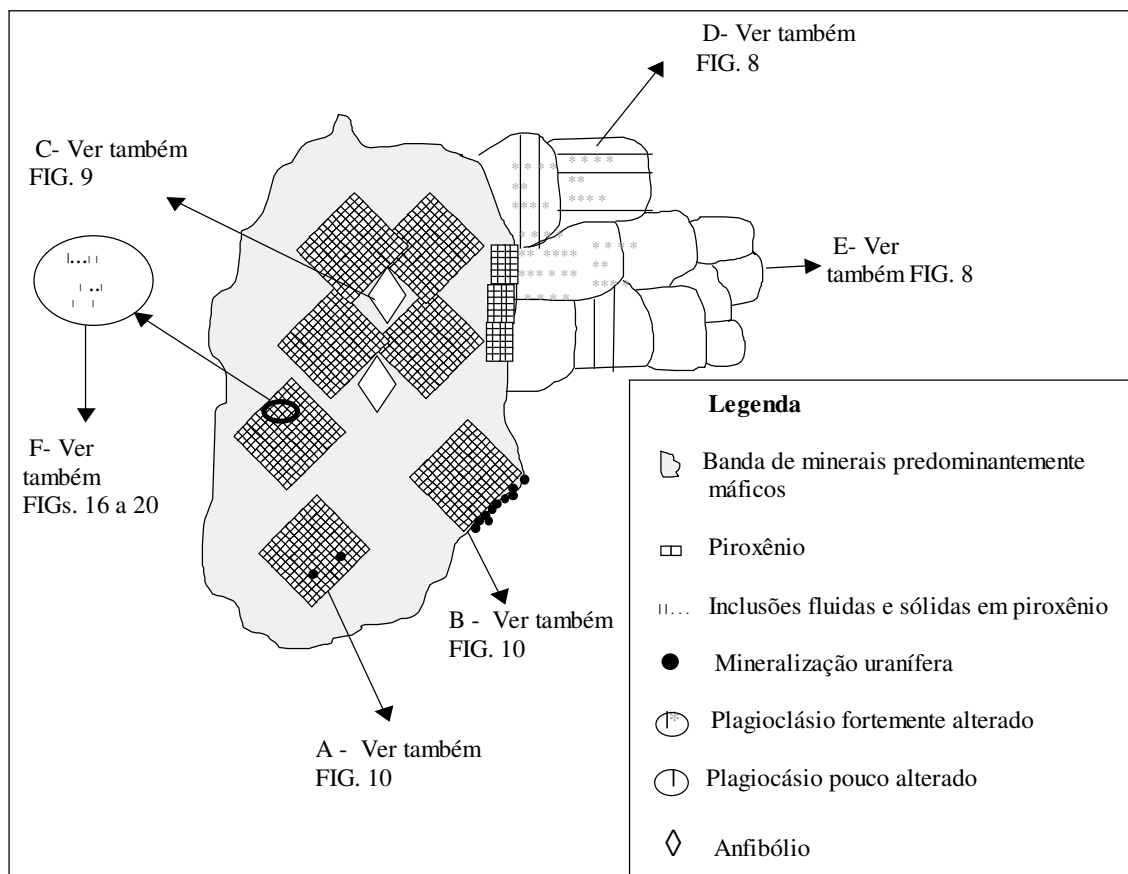 D- Ver também
FIG. 8
C- Ver também
FIG. 9
E- Ver
também FIG. 8
F- Ver
também
FIGs. 16 a 20
B - Ver também
FIG. 10
A - Ver também
FIG. 10
Legenda
Banda de minerais predominantemente
máficos
Piroxênio
Inclusões fluidas e sólidas em piroxênio
Mineralização uranífera
Plagioclásio fortemente alterado
Plagiocásio pouco alterado
Anfibólio